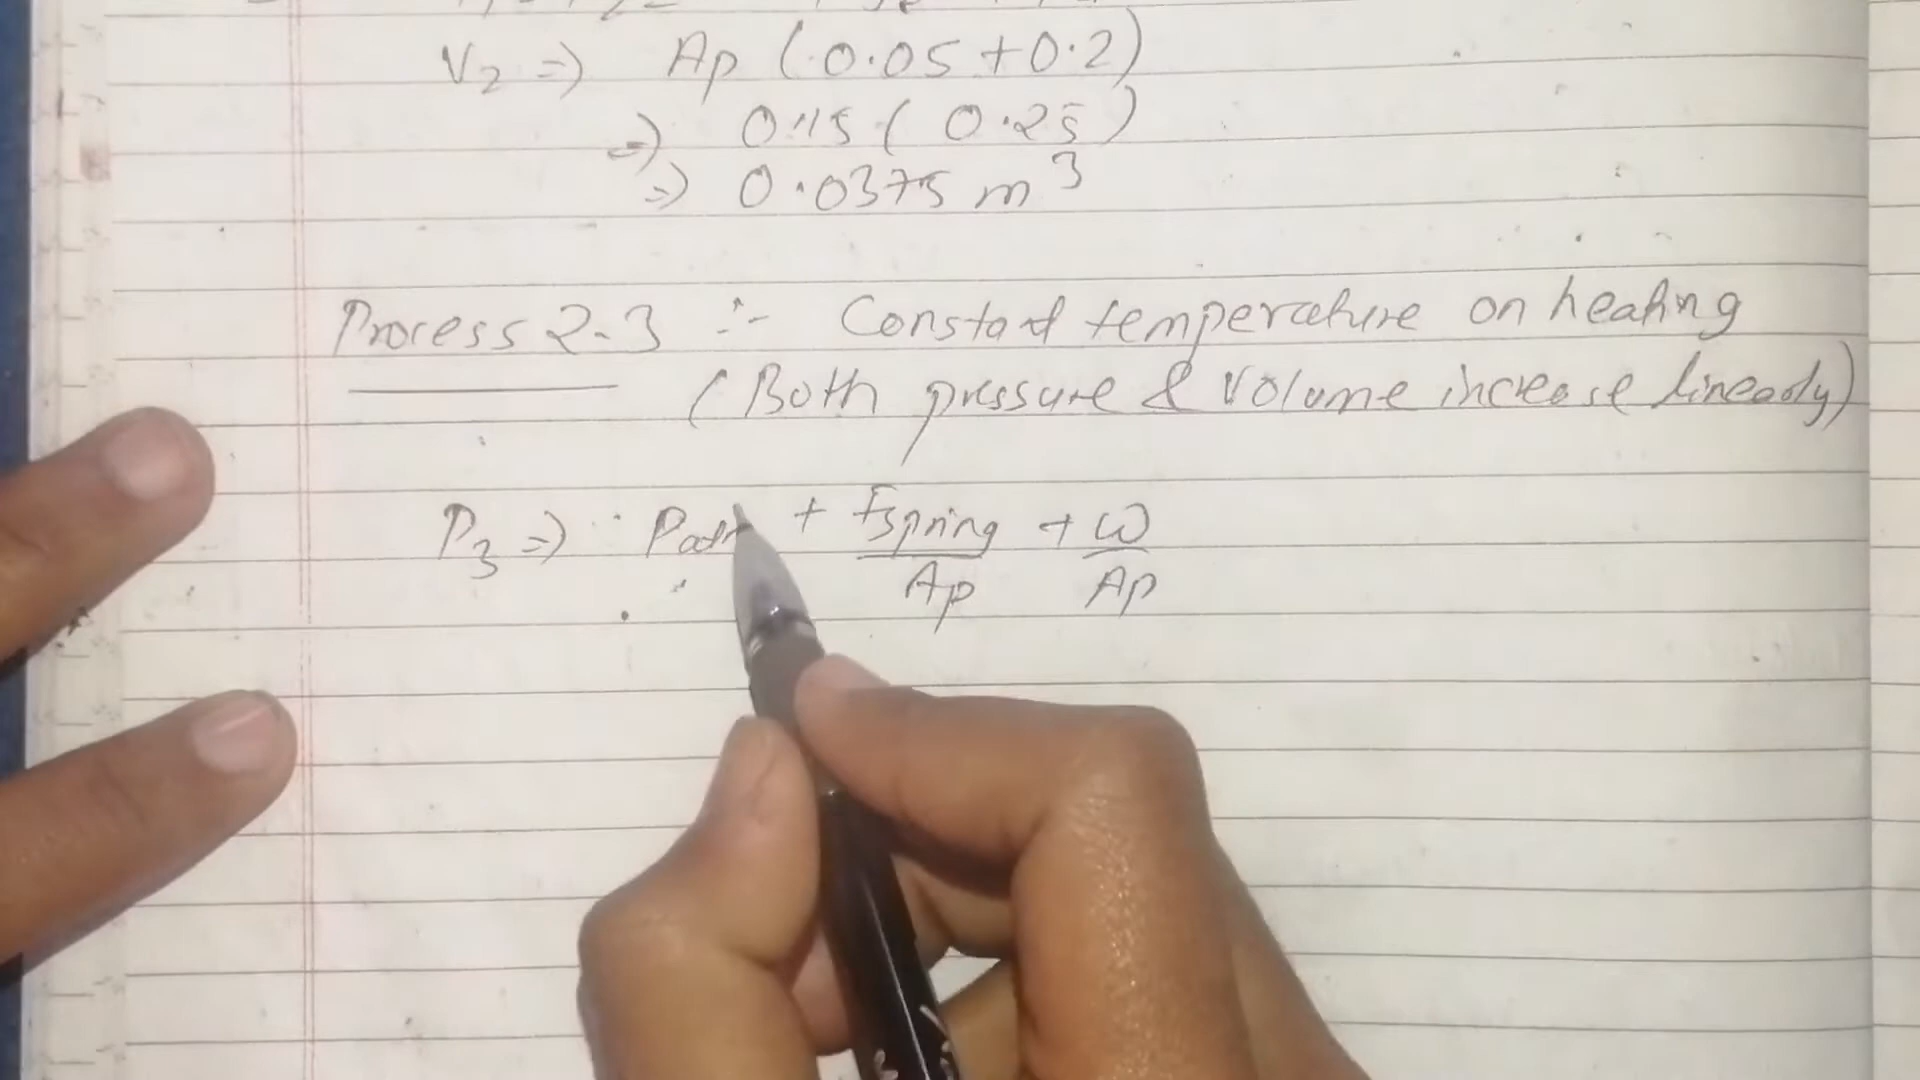 V2 => Ap (0.05+0.2)
=> 0.15 ( 0.25 )
=> 0.0375 m³
Process 2-3 :- Constant temperature on heating
(Both pressure & Volume increase linearly)
P3 => Patm + Fspring/Ap + W/Ap